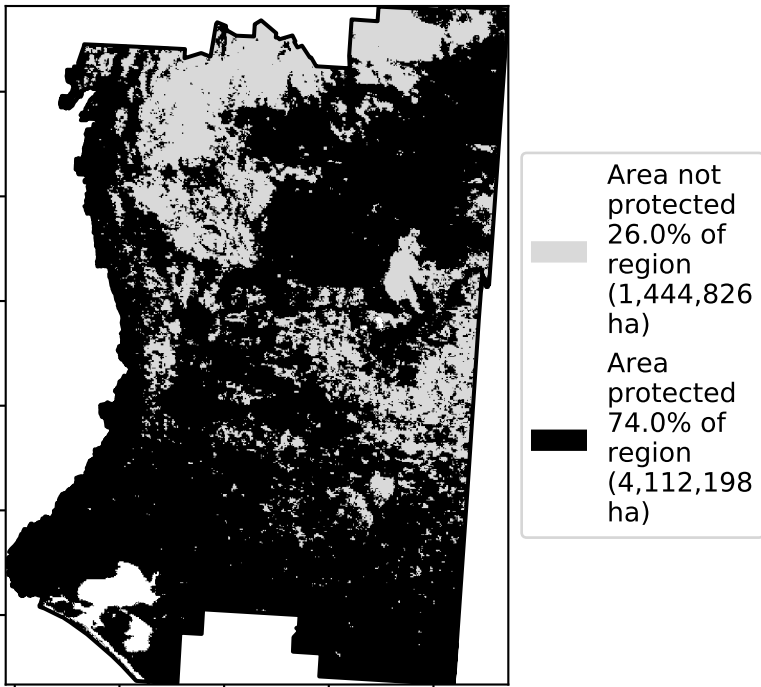 Area not
protected
26.0% of
region
(1,444,826
ha)
Area
protected
74.0% of
region
(4,112,198
ha)